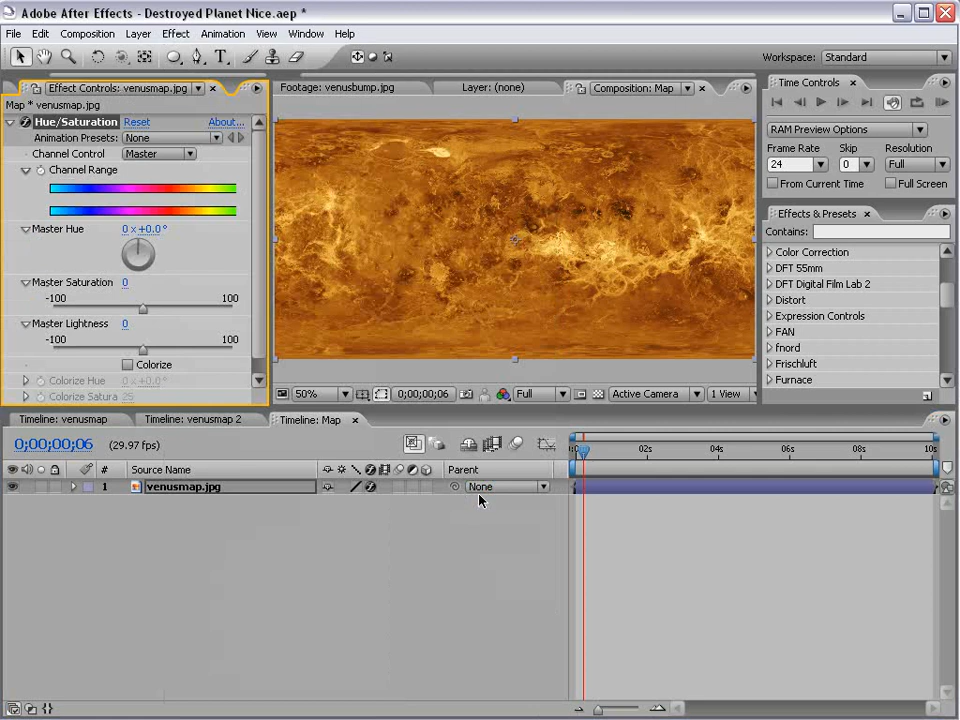 Adobe After Effects - Destroyed Planet Nice.aep *
File Edit Composition Layer Effect Animation View Window Help
Workspace: Standard
Effect Controls: venusmap.jpg
Footage: venusbump.jpg Layer: (none) Composition: Map
Time Controls
Map * venusmap.jpg
Hue/Saturation Reset About...
Animation Presets: None
Channel Control Master
Channel Range
Master Hue 0 x +0.0°
Master Saturation 0
-100 100
Master Lightness 0
-100 100
Colorize
Colorize Hue 0 x +0.0°
Colorize Satura 25
50% 0;00;00;06 Full Active Camera 1 View
RAM Preview Options
Frame Rate Skip Resolution
24 0 Full
From Current Time Full Screen
Effects & Presets
Contains:
Color Correction
DFT 55mm
DFT Digital Film Lab 2
Distort
Expression Controls
FAN
fnord
Frischluft
Furnace
Timeline: venusmap Timeline: venusmap 2 Timeline: Map
0;00;00;06 (29.97 fps)
02s 04s 06s 08s 10s
# Source Name Parent
1 venusmap.jpg None